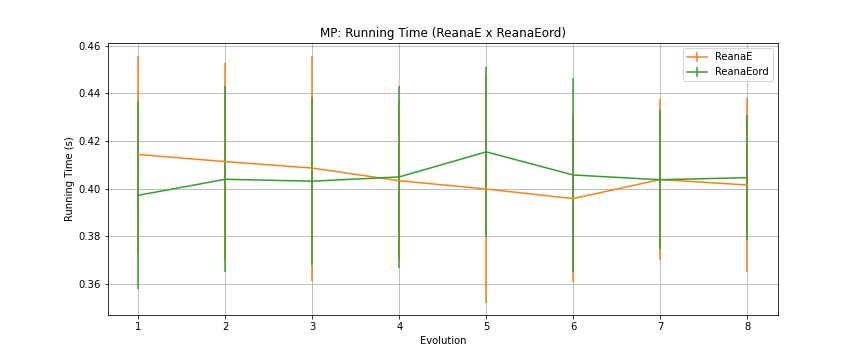 MP: Running Time (ReanaE x ReanaEord)
ReanaE
ReanaEord
Running Time (s)
0.46
0.44
0.42
0.40
0.38
0.36
1 2 3 4 5 6 7 8
Evolution